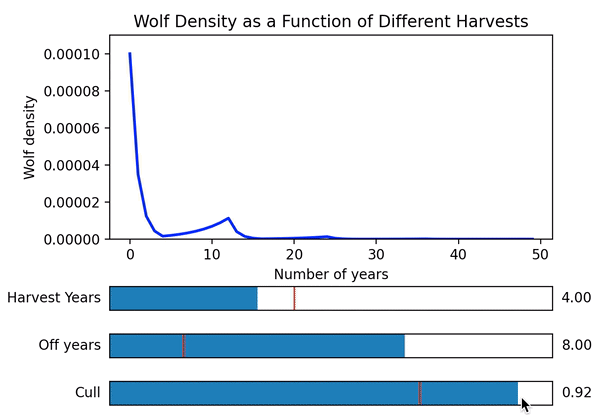 Wolf Density as a Function of Different Harvests
0.00010
0.00008
0.00006
0.00004
0.00002
0.00000
Wolf density
0 10 20 30 40 50
Number of years
Harvest Years 4.00
Off years 8.00
Cull 0.92